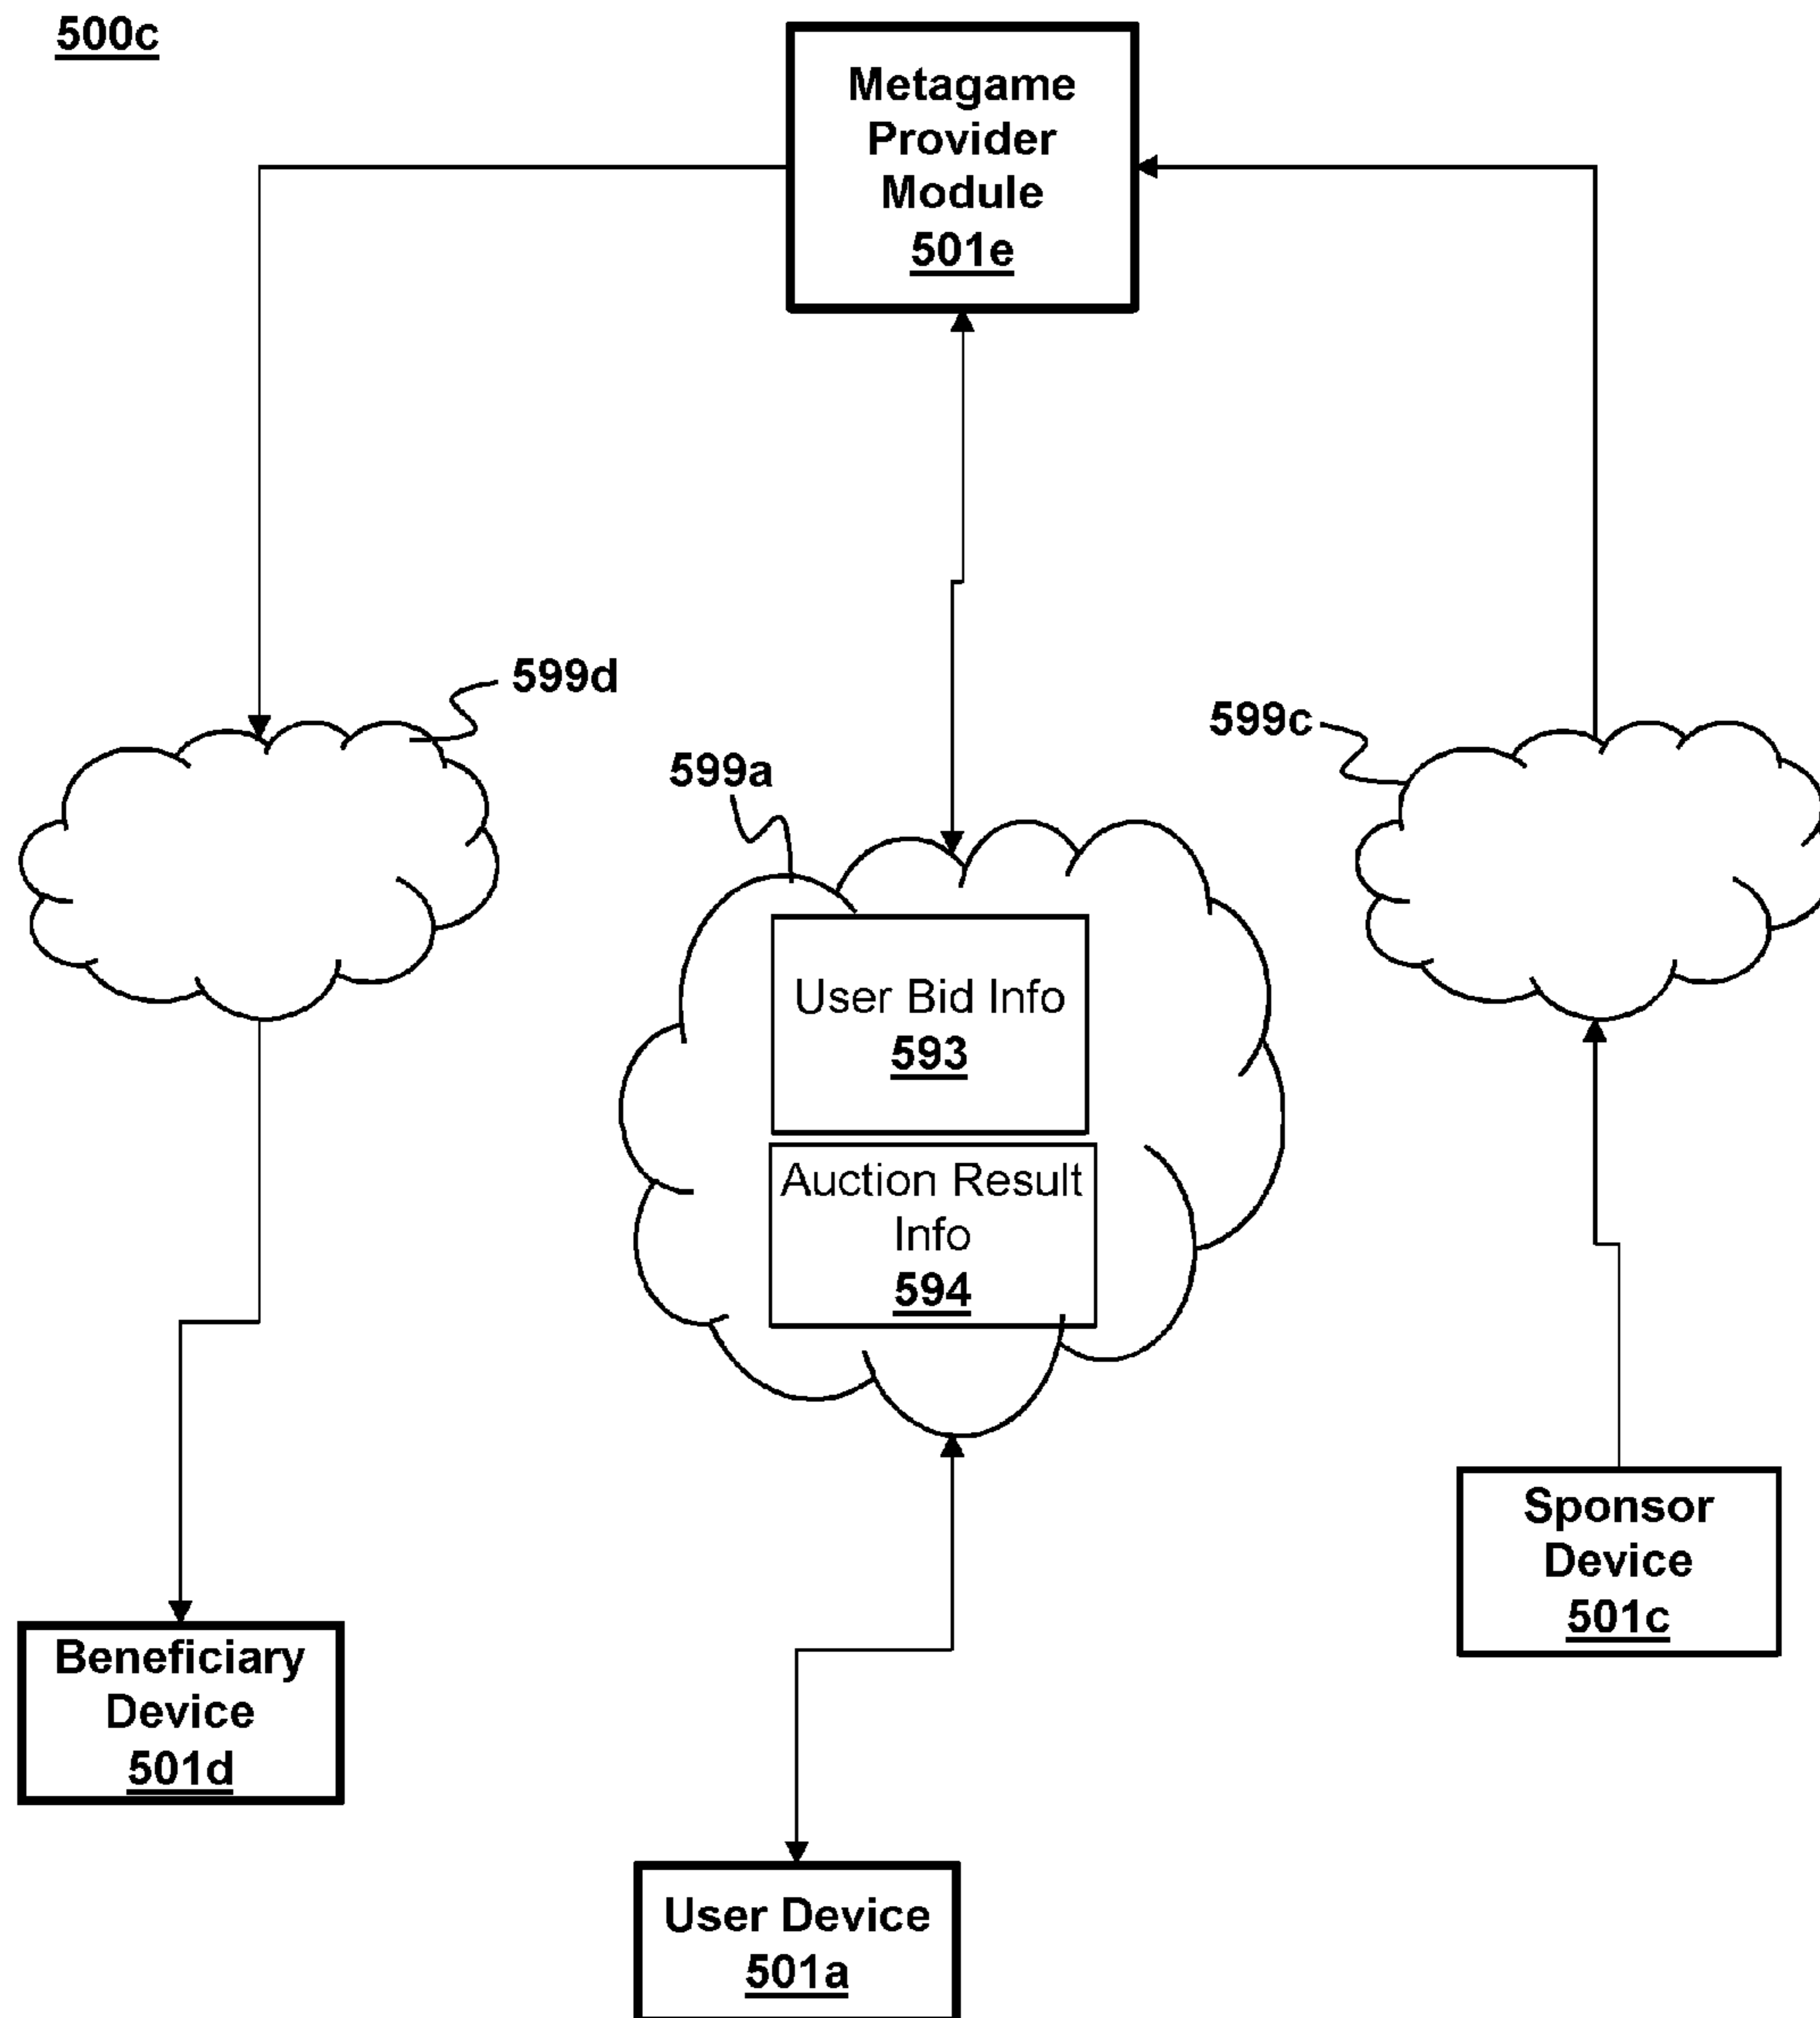 500c
Metagame
Provider
Module
501e
599d
599c
599a
User Bid Info
593
Auction Result
Info
594
Sponsor
Device
501c
Beneficiary
Device
501d
User Device
501a